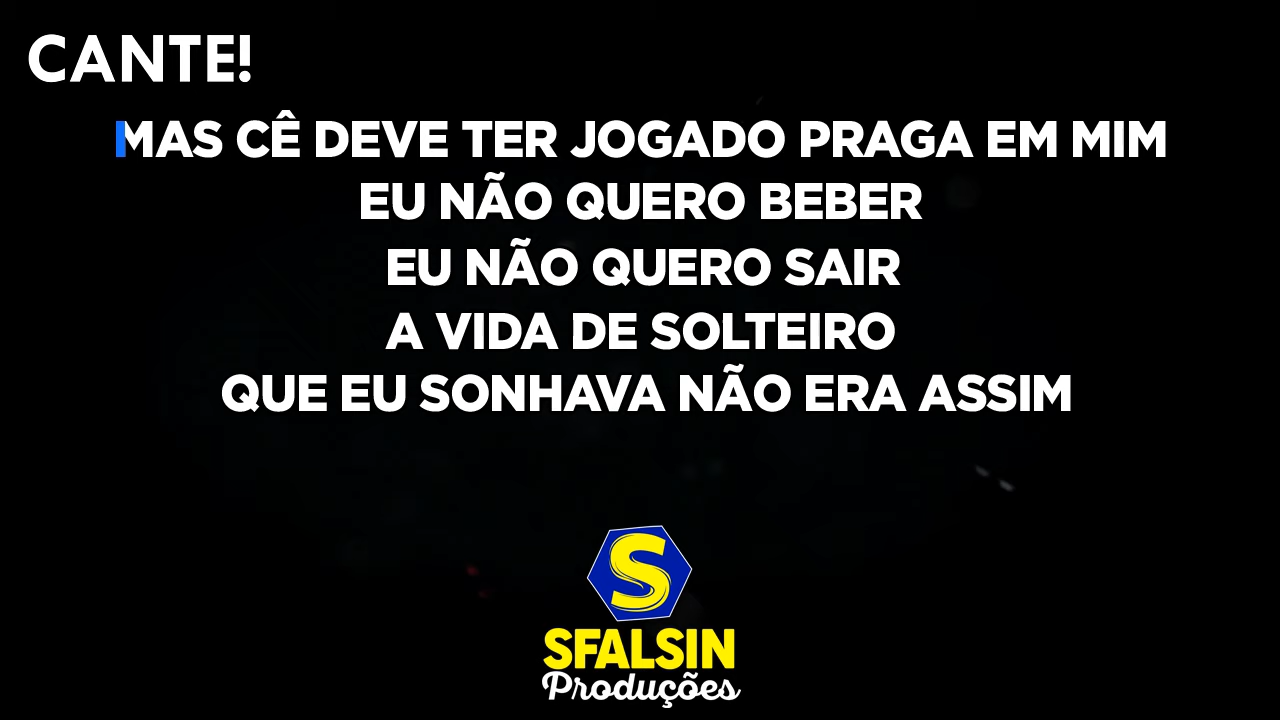 CANTE!
MAS CÊ DEVE TER JOGADO PRAGA EM MIM
EU NÃO QUERO BEBER
EU NÃO QUERO SAIR
A VIDA DE SOLTEIRO
QUE EU SONHAVA NÃO ERA ASSIM
S
SFALSIN
Produções